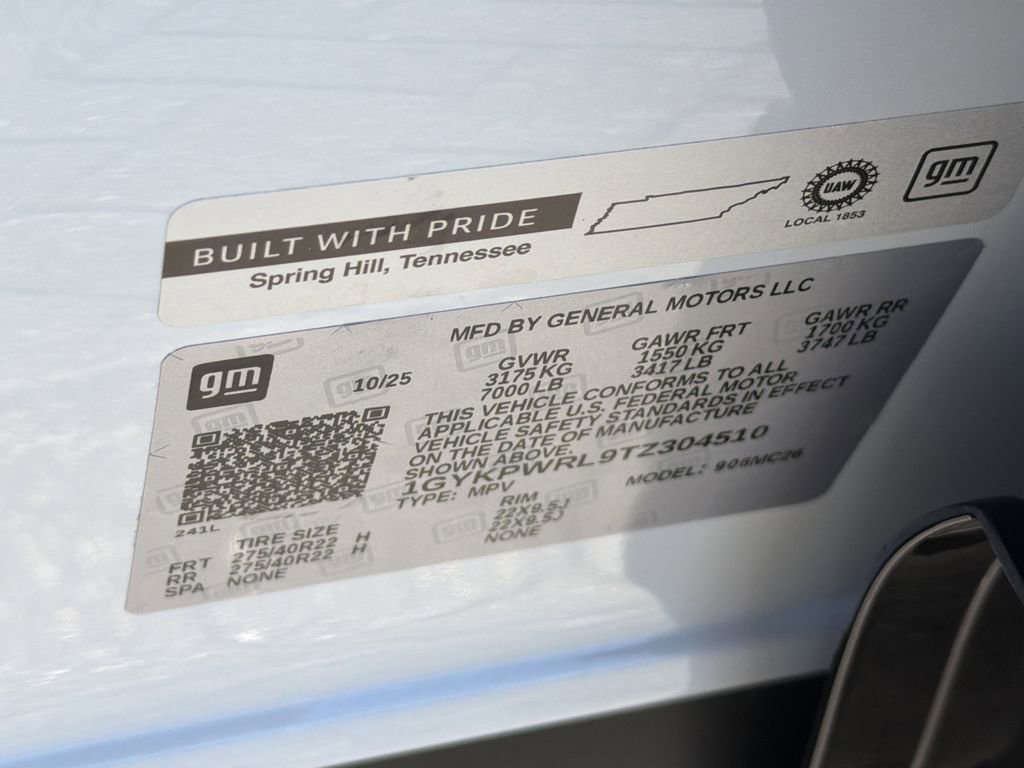 BUILT WITH PRIDE
Spring Hill, Tennessee
UAW
LOCAL 1853
gm
gm
MFD BY GENERAL MOTORS LLC
10/25
GVWR
3175 KG
7000 LB
GAWR FRT
1550 KG
3417 LB
GAWR RR
1700 KG
3747 LB
THIS VEHICLE CONFORMS TO ALL
APPLICABLE U.S. FEDERAL MOTOR
VEHICLE SAFETY STANDARDS IN EFFECT
ON THE DATE OF MANUFACTURE
SHOWN ABOVE.
1GYKPWRL9TZ304510
TYPE: MPV
MODEL: 906MC26
241L
TIRE SIZE
RIM
FRT 275/40R22 H 22X9.5J
RR 275/40R22 H 22X9.5J
SPA NONE NONE